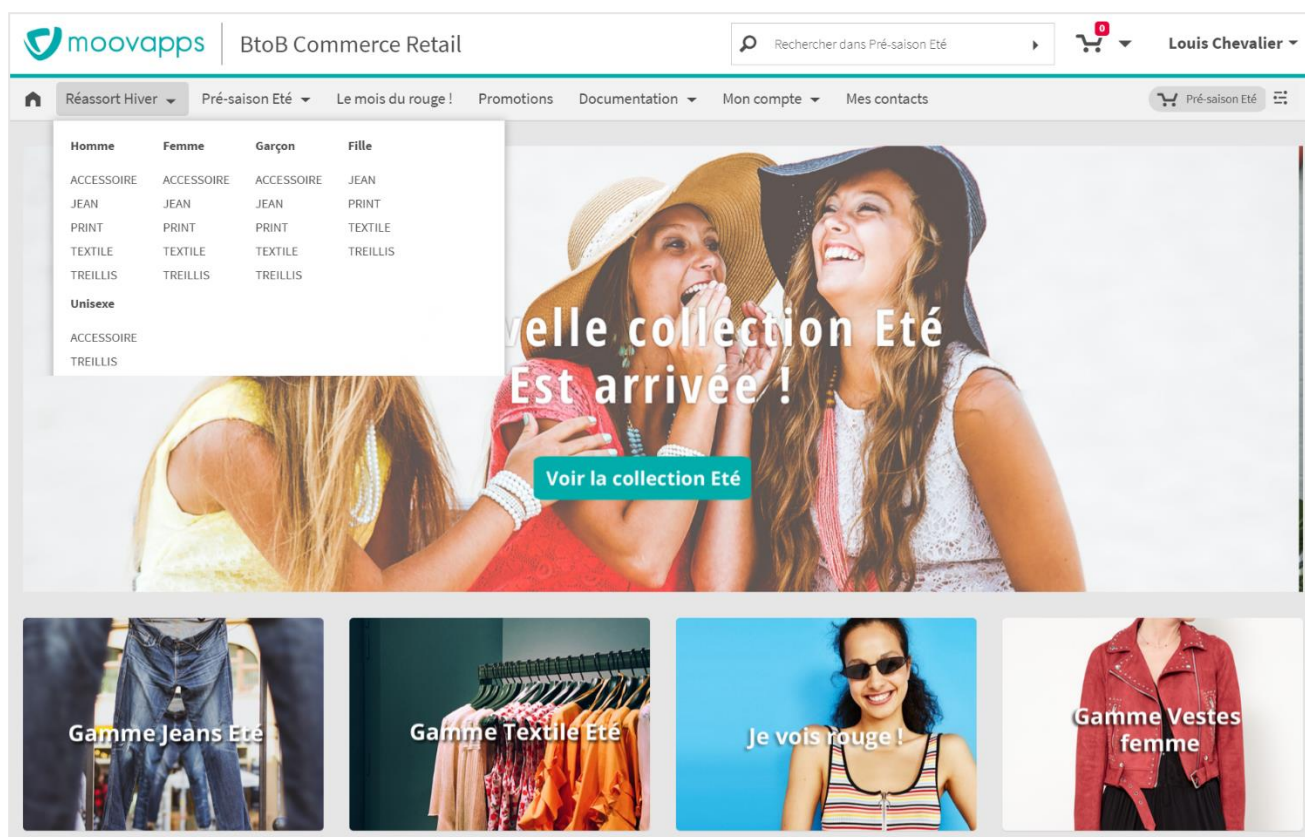 moovapps BtoB Commerce Retail Rechercher dans Pré-saison Eté 0 Louis Chevalier
Réassort Hiver Pré-saison Eté Le mois du rouge ! Promotions Documentation Mon compte Mes contacts Pré-saison Eté
Homme Femme Garçon Fille
ACCESSOIRE ACCESSOIRE ACCESSOIRE JEAN
JEAN JEAN JEAN PRINT
PRINT PRINT PRINT TEXTILE
TEXTILE TEXTILE TEXTILE TREILLIS
TREILLIS TREILLIS TREILLIS
Unisexe
ACCESSOIRE
TREILLIS
velle collection Eté
Est arrivée !
Voir la collection Eté
Gamme Jeans Eté
Gamme Textile Eté
Je vois rouge !
Gamme Vestes
femme